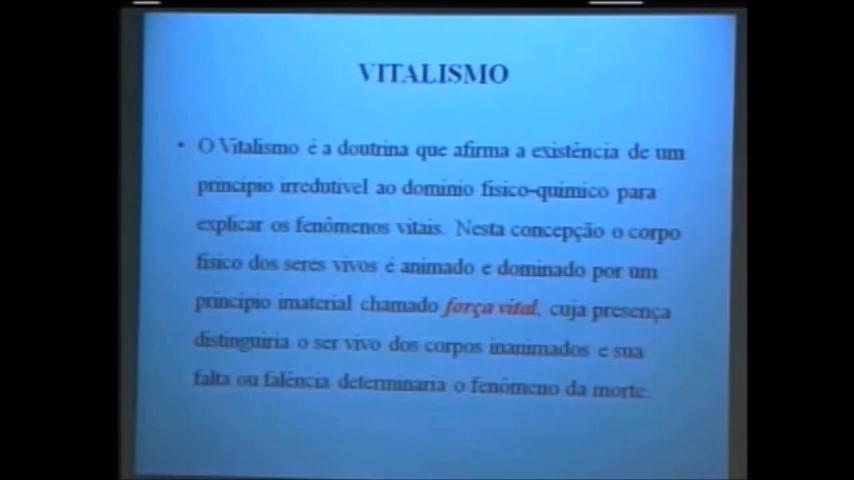 VITALISMO
• O Vitalismo é a doutrina que afirma a existência de um
princípio irredutível ao domínio físico-químico para
explicar os fenômenos vitais. Nesta concepção o corpo
físico dos seres vivos é animado e dominado por um
princípio imaterial chamado força vital, cuja presença
distinguiria o ser vivo dos corpos inanimados e sua
falta ou falência determinaria o fenômeno da morte.